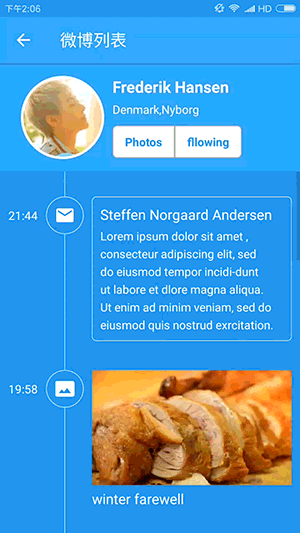 下午2:06
HD
微博列表
Frederik Hansen
Denmark,Nyborg
Photos
fllowing
21:44
Steffen Norgaard Andersen
Lorem ipsum dolor sit amet ,
consecteur adipiscing elit, sed
do eiusmod tempor incidi-dunt
ut labore et dlore magna aliqua.
Ut enim ad minim veniam, sed do
eiusmod quis nostrud exrcitation.
19:58
winter farewell